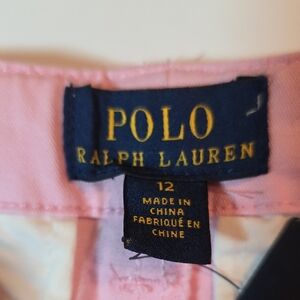 POLO
RALPH LAUREN
12
MADE IN
CHINA
FABRIQUÉ EN
CHINE